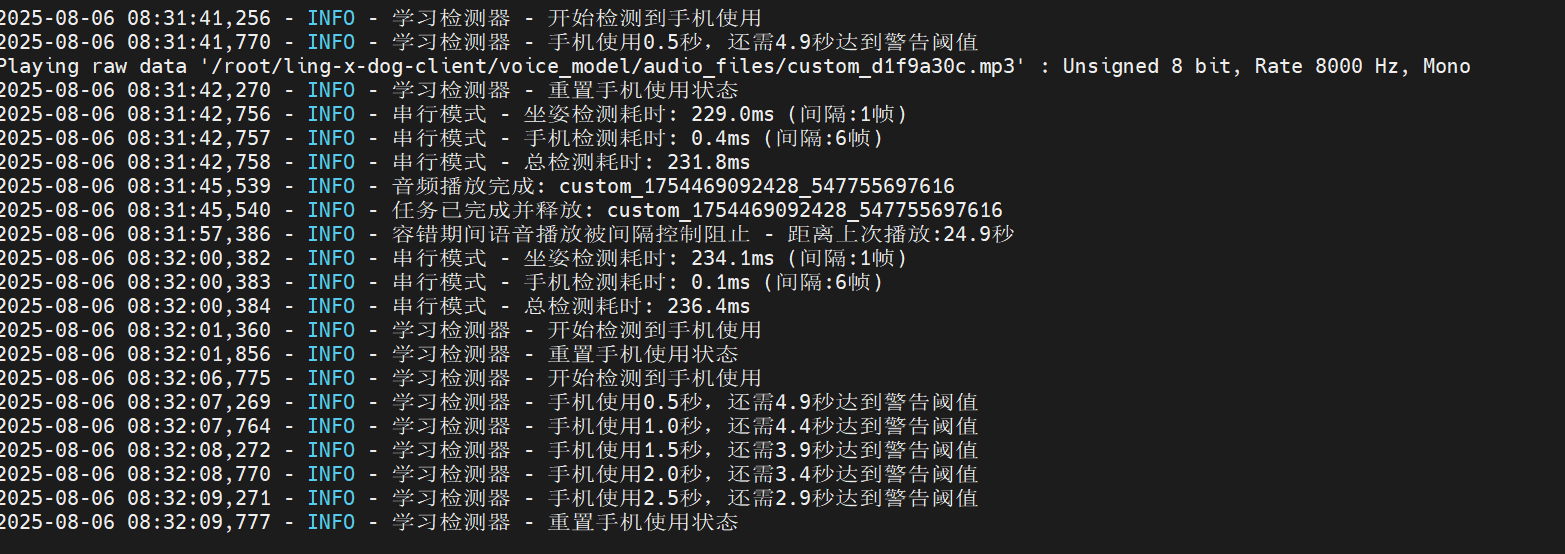 2025-08-06 08:31:41,256 - INFO - 学习检测器 - 开始检测到手机使用
2025-08-06 08:31:41,770 - INFO - 学习检测器 - 手机使用0.5秒，还需4.9秒达到警告阈值
Playing raw data '/root/ling-x-dog-client/voice_model/audio_files/custom_d1f9a30c.mp3' : Unsigned 8 bit, Rate 8000 Hz, Mono
2025-08-06 08:31:42,270 - INFO - 学习检测器 - 重置手机使用状态
2025-08-06 08:31:42,756 - INFO - 串行模式 - 坐姿检测耗时: 229.0ms (间隔:1帧)
2025-08-06 08:31:42,757 - INFO - 串行模式 - 手机检测耗时: 0.4ms (间隔:6帧)
2025-08-06 08:31:42,758 - INFO - 串行模式 - 总检测耗时: 231.8ms
2025-08-06 08:31:45,539 - INFO - 音频播放完成: custom_1754469092428_547755697616
2025-08-06 08:31:45,540 - INFO - 任务已完成并释放: custom_1754469092428_547755697616
2025-08-06 08:31:57,386 - INFO - 容错期间语音播放被间隔控制阻止 - 距离上次播放:24.9秒
2025-08-06 08:32:00,382 - INFO - 串行模式 - 坐姿检测耗时: 234.1ms (间隔:1帧)
2025-08-06 08:32:00,383 - INFO - 串行模式 - 手机检测耗时: 0.1ms (间隔:6帧)
2025-08-06 08:32:00,384 - INFO - 串行模式 - 总检测耗时: 236.4ms
2025-08-06 08:32:01,360 - INFO - 学习检测器 - 开始检测到手机使用
2025-08-06 08:32:01,856 - INFO - 学习检测器 - 重置手机使用状态
2025-08-06 08:32:06,775 - INFO - 学习检测器 - 开始检测到手机使用
2025-08-06 08:32:07,269 - INFO - 学习检测器 - 手机使用0.5秒，还需4.9秒达到警告阈值
2025-08-06 08:32:07,764 - INFO - 学习检测器 - 手机使用1.0秒，还需4.4秒达到警告阈值
2025-08-06 08:32:08,272 - INFO - 学习检测器 - 手机使用1.5秒，还需3.9秒达到警告阈值
2025-08-06 08:32:08,770 - INFO - 学习检测器 - 手机使用2.0秒，还需3.4秒达到警告阈值
2025-08-06 08:32:09,271 - INFO - 学习检测器 - 手机使用2.5秒，还需2.9秒达到警告阈值
2025-08-06 08:32:09,777 - INFO - 学习检测器 - 重置手机使用状态